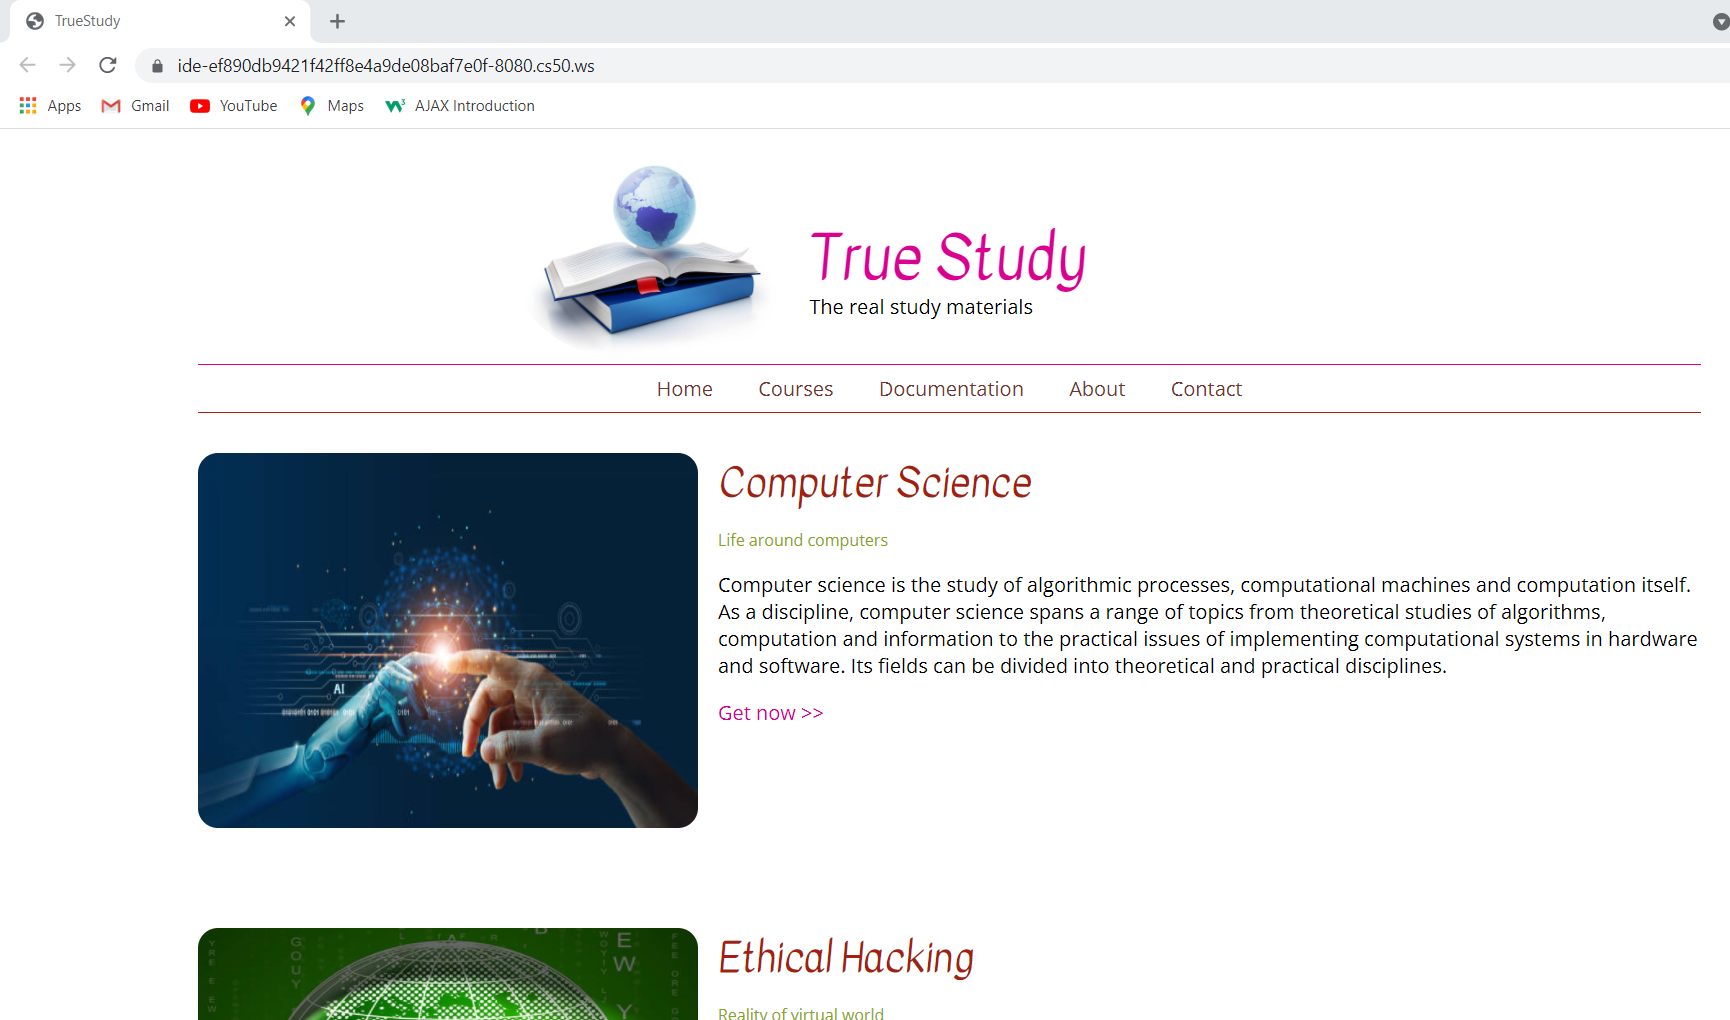 TrueStudy
ide-ef890db9421f42ff8e4a9de08baf7e0f-8080.cs50.ws
Apps Gmail YouTube Maps AJAX Introduction
True Study
The real study materials
Home Courses Documentation About Contact
Computer Science
Life around computers
Computer science is the study of algorithmic processes, computational machines and computation itself.
As a discipline, computer science spans a range of topics from theoretical studies of algorithms,
computation and information to the practical issues of implementing computational systems in hardware
and software. Its fields can be divided into theoretical and practical disciplines.
Get now >>
AI
Ethical Hacking
Reality of virtual world